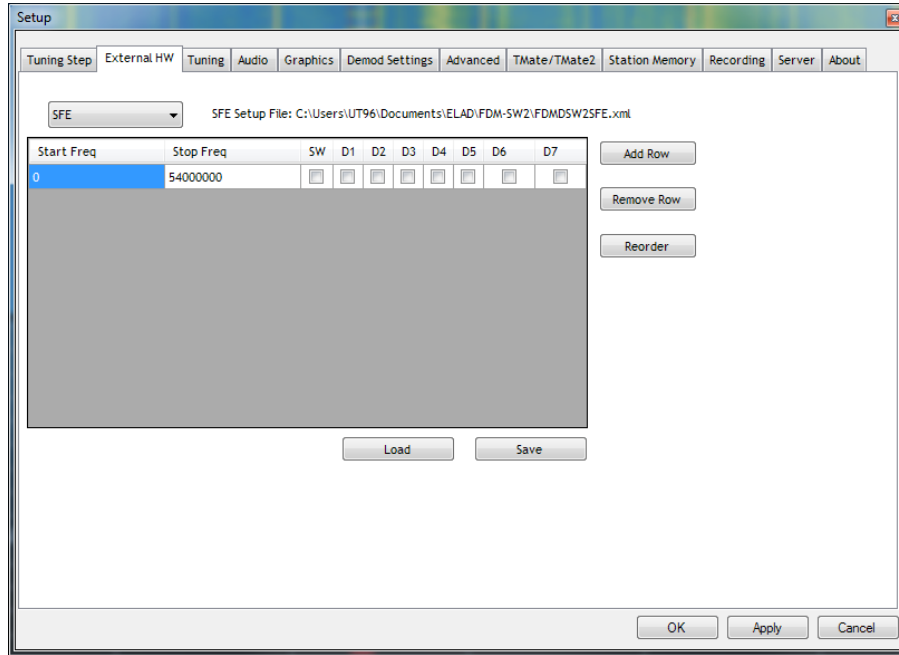 Setup
Tuning Step External HW Tuning Audio Graphics Demod Settings Advanced TMate/TMate2 Station Memory Recording Server About
SFE SFE Setup File: C:\Users\UT96\Documents\ELAD\FDM-SW2\FDMDSW2SFE.xml
Start Freq Stop Freq SW D1 D2 D3 D4 D5 D6 D7
0 54000000
Add Row
Remove Row
Reorder
Load Save
OK Apply Cancel